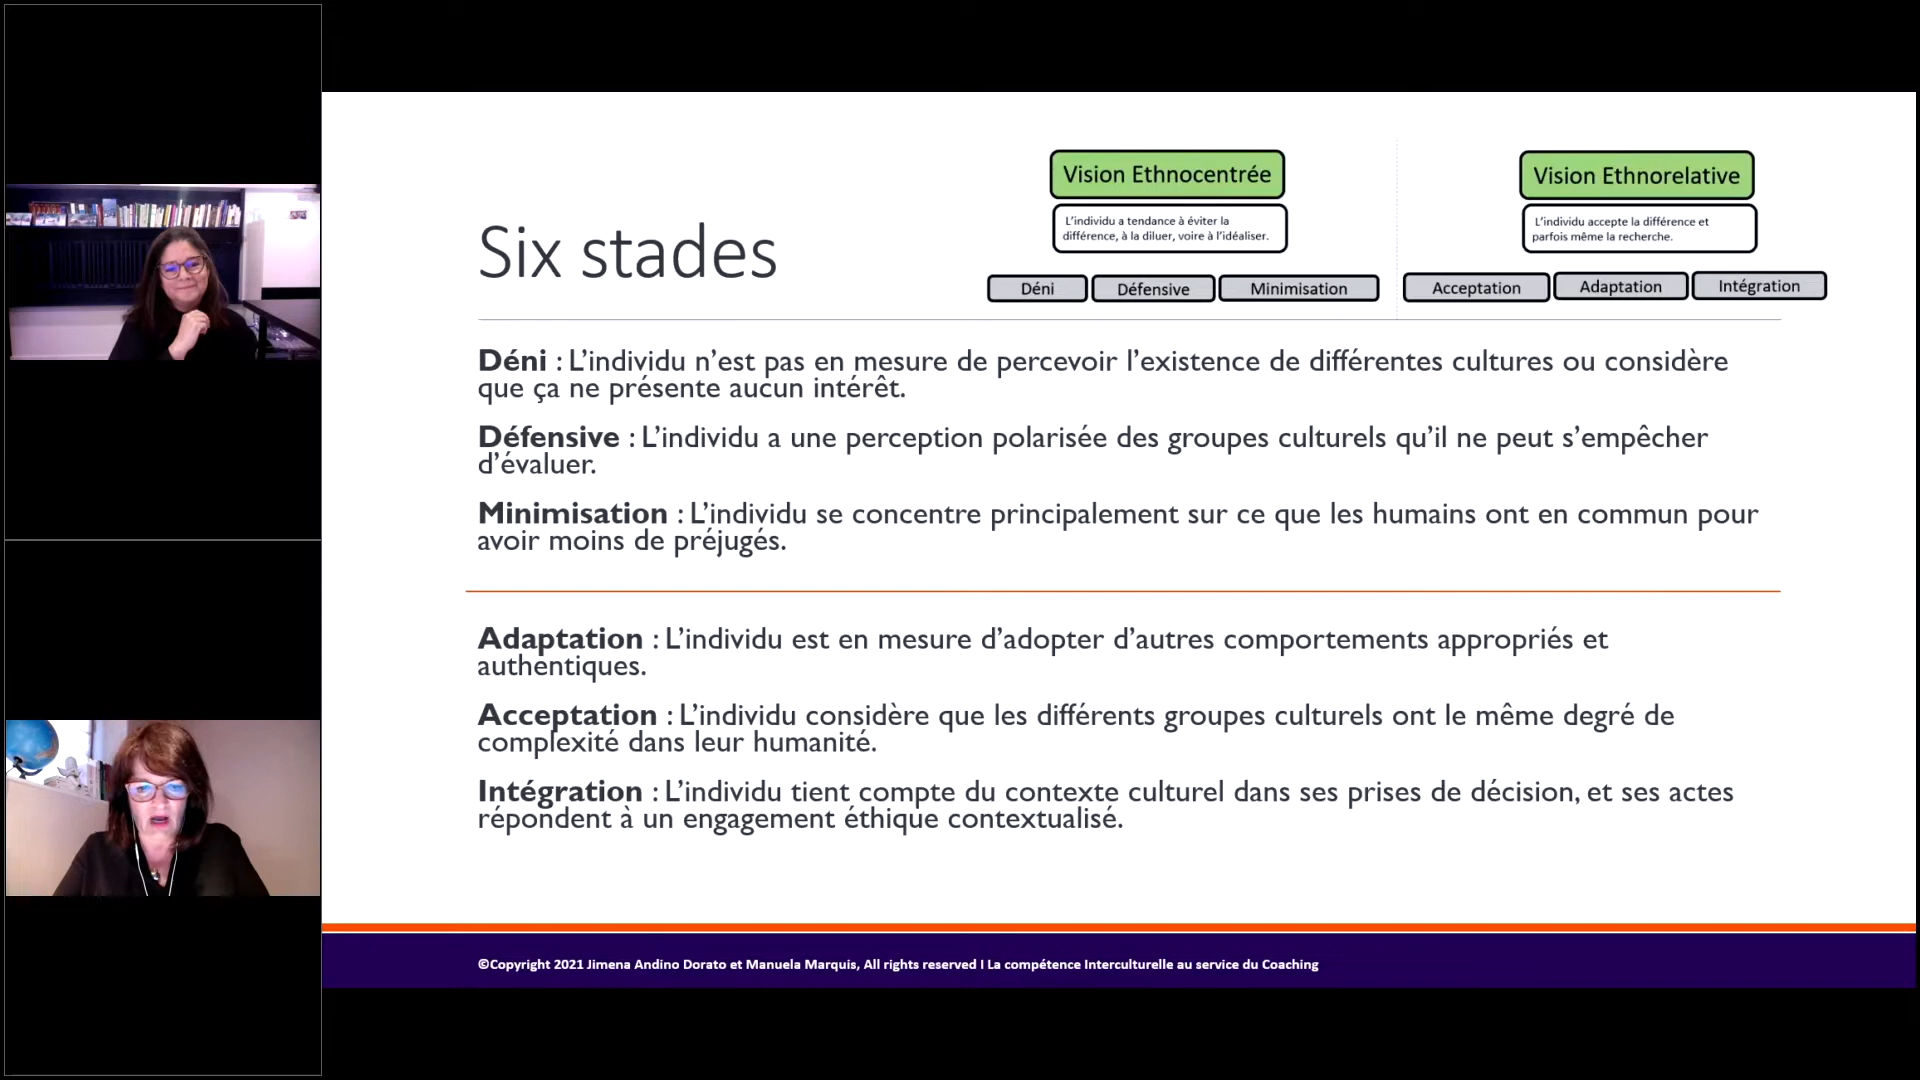 Six stades
Vision Ethnocentrée
L’individu a tendance à éviter la
différence, à la diluer, voire à l’idéaliser.
Déni
Défensive
Minimisation
Vision Ethnorelative
L’individu accepte la différence et
parfois même la recherche.
Acceptation
Adaptation
Intégration
Déni : L’individu n’est pas en mesure de percevoir l’existence de différentes cultures ou considère
que ça ne présente aucun intérêt.
Défensive : L’individu a une perception polarisée des groupes culturels qu’il ne peut s’empêcher
d’évaluer.
Minimisation : L’individu se concentre principalement sur ce que les humains ont en commun pour
avoir moins de préjugés.
Adaptation : L’individu est en mesure d’adopter d’autres comportements appropriés et
authentiques.
Acceptation : L’individu considère que les différents groupes culturels ont le même degré de
complexité dans leur humanité.
Intégration : L’individu tient compte du contexte culturel dans ses prises de décision, et ses actes
répondent à un engagement éthique contextualisé.
©Copyright 2021 Jimena Andino Dorato et Manuela Marquis, All rights reserved I La compétence Interculturelle au service du Coaching